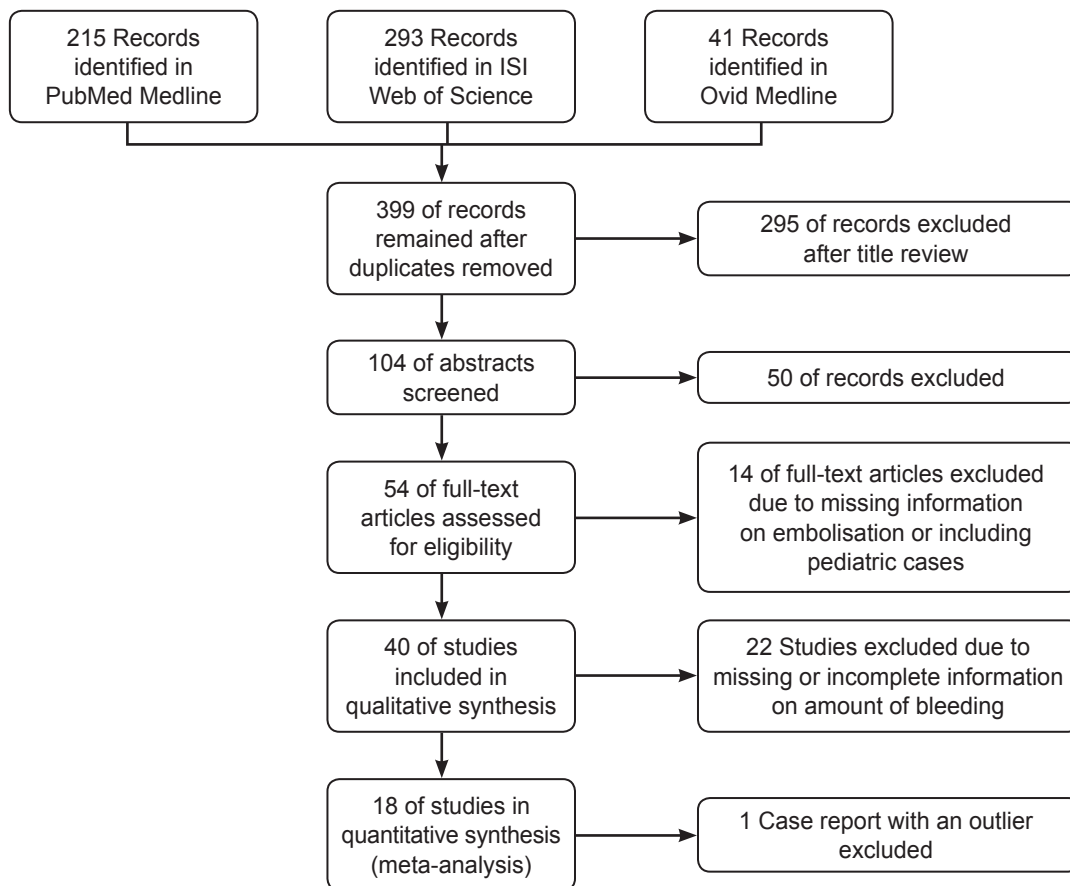 215 Records
identified in
PubMed Medline
293 Records
identified in ISI
Web of Science
41 Records
identified in
Ovid Medline
399 of records
remained after
duplicates removed
295 of records excluded
after title review
104 of abstracts
screened
50 of records excluded
54 of full-text
articles assessed
for eligibility
14 of full-text articles excluded
due to missing information
on embolisation or including
pediatric cases
40 of studies
included in
qualitative synthesis
22 Studies excluded due to
missing or incomplete information
on amount of bleeding
18 of studies in
quantitative synthesis
(meta-analysis)
1 Case report with an outlier
excluded